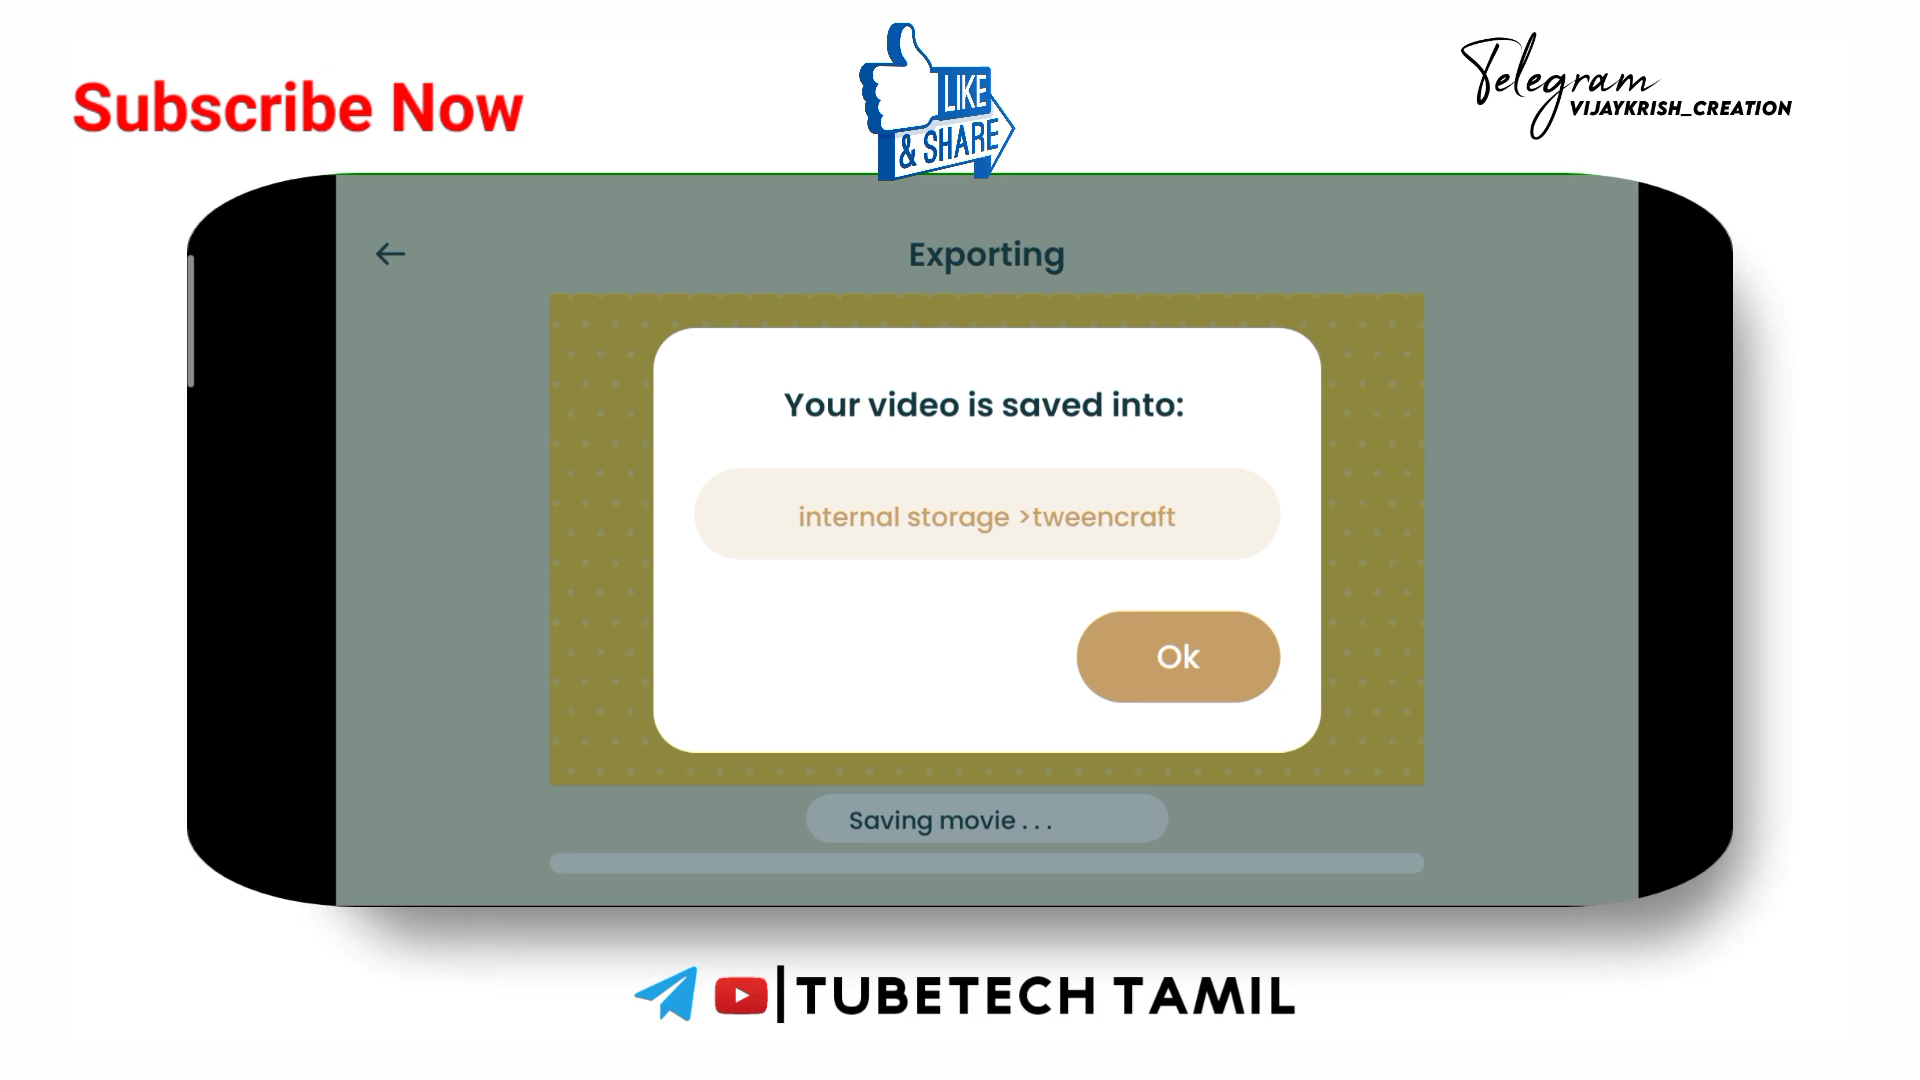 Subscribe Now
LIKE
& SHARE
Telegram
VIJAYKRISH_CREATION
Exporting
Your video is saved into:
internal storage >tweencraft
Ok
Saving movie . . .
|TUBETECH TAMIL